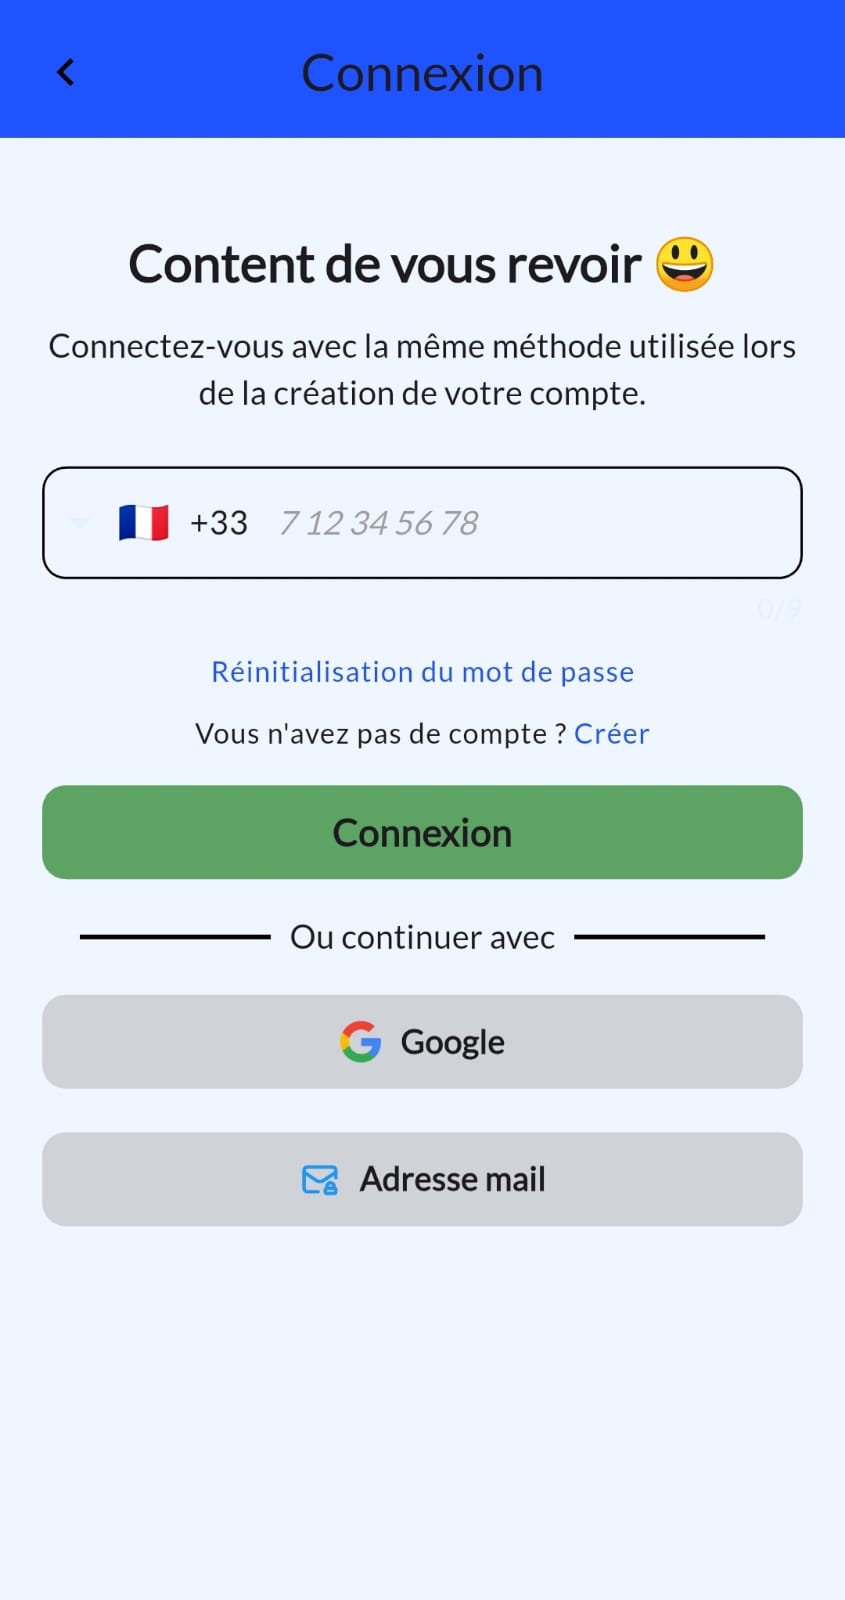 Connexion
Content de vous revoir 😃
Connectez-vous avec la même méthode utilisée lors
de la création de votre compte.
+33 7 12 34 56 78
0/9
Réinitialisation du mot de passe
Vous n'avez pas de compte ? Créer
Connexion
Ou continuer avec
Google
Adresse mail